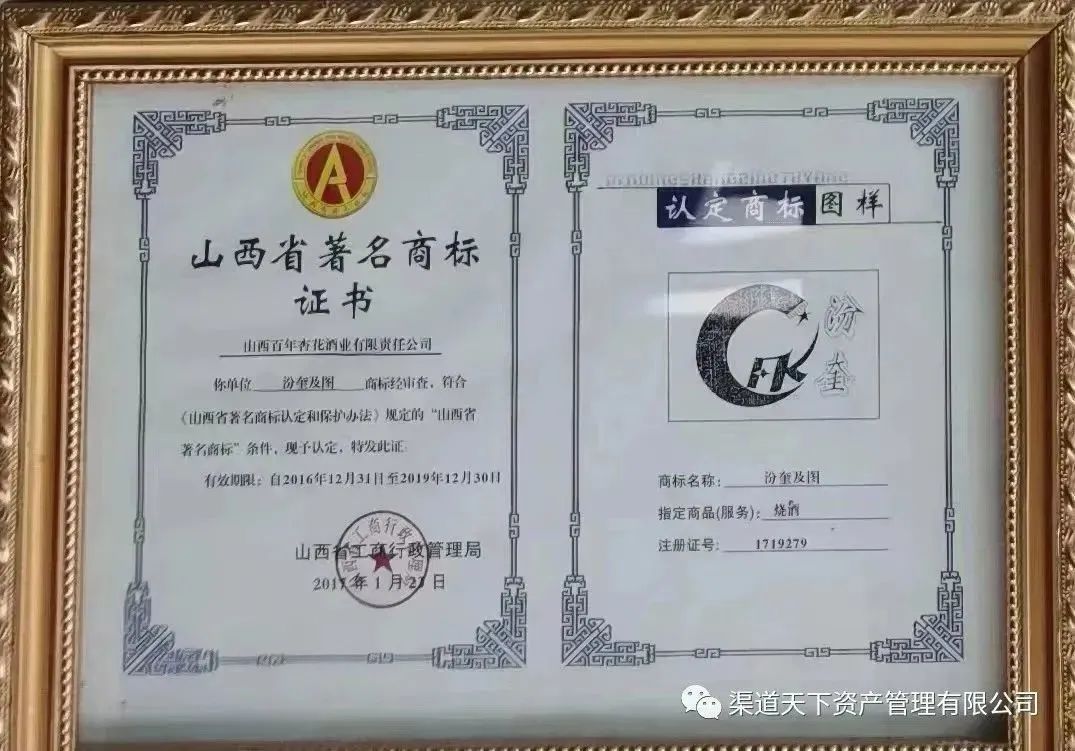 山西省著名商标
证书
山西百年杏花酒业有限责任公司
你单位 汾奎及图 商标经审查，符合
《山西省著名商标认定和保护办法》规定的“山西省
著名商标”条件，现予认定，特发此证。
有效期限：自2016年12月31日至2019年12月30日
山西省工商行政管理局
2017年1月23日
认定商标图样
汾奎
商标名称： 汾奎及图
指定商品(服务)： 烧酒
注册证号： 1719279
渠道天下资产管理有限公司